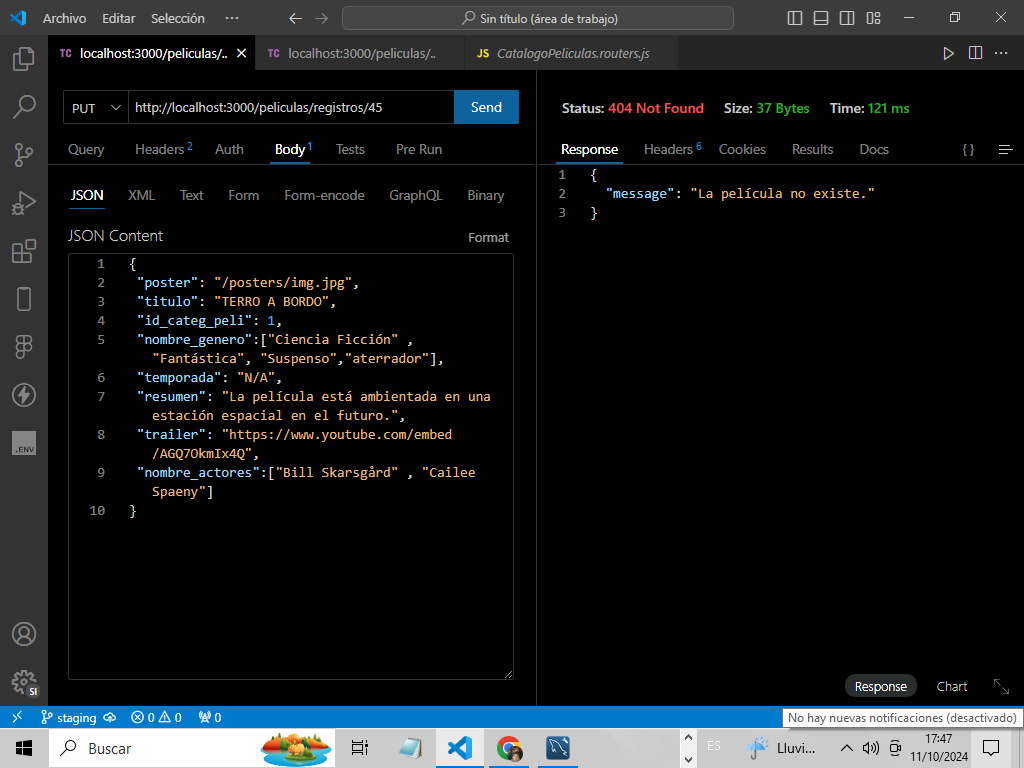 Archivo Editar Selección ··· Sin título (área de trabajo)
TC localhost:3000/peliculas/.. TC localhost:3000/peliculas/.. JS CatalogoPeliculas.routers.js
PUT http://localhost:3000/peliculas/registros/45 Send
Status: 404 Not Found Size: 37 Bytes Time: 121 ms
Query Headers 2 Auth Body 1 Tests Pre Run
Response Headers 6 Cookies Results Docs { }
JSON XML Text Form Form-encode GraphQL Binary
JSON Content Format
1 {
2 "poster": "/posters/img.jpg",
3 "titulo": "TERRO A BORDO",
4 "id_categ_peli": 1,
5 "nombre_genero":["Ciencia Ficción" ,
"Fantástica", "Suspenso","aterrador"],
6 "temporada": "N/A",
7 "resumen": "La película está ambientada en una
estación espacial en el futuro.",
8 "trailer": "https://www.youtube.com/embed
/AGQ7OkmIx4Q",
9 "nombre_actores":["Bill Skarsgård" , "Cailee
Spaeny"]
10 }
1 {
2 "message": "La película no existe."
3 }
.ENV
SI
Response Chart
staging 0 0 0
No hay nuevas notificaciones (desactivado)
Buscar
ES
Lluvi...
17:47
11/10/2024